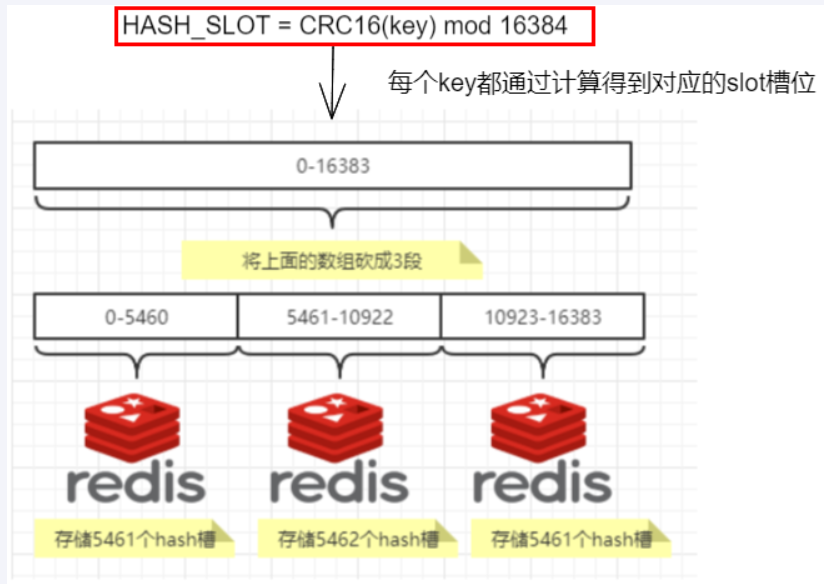 HASH_SLOT = CRC16(key) mod 16384
每个key都通过计算得到对应的slot槽位
0-16383
将上面的数组砍成3段
0-5460
5461-10922
10923-16383
redis
redis
redis
存储5461个hash槽
存储5462个hash槽
存储5461个hash槽